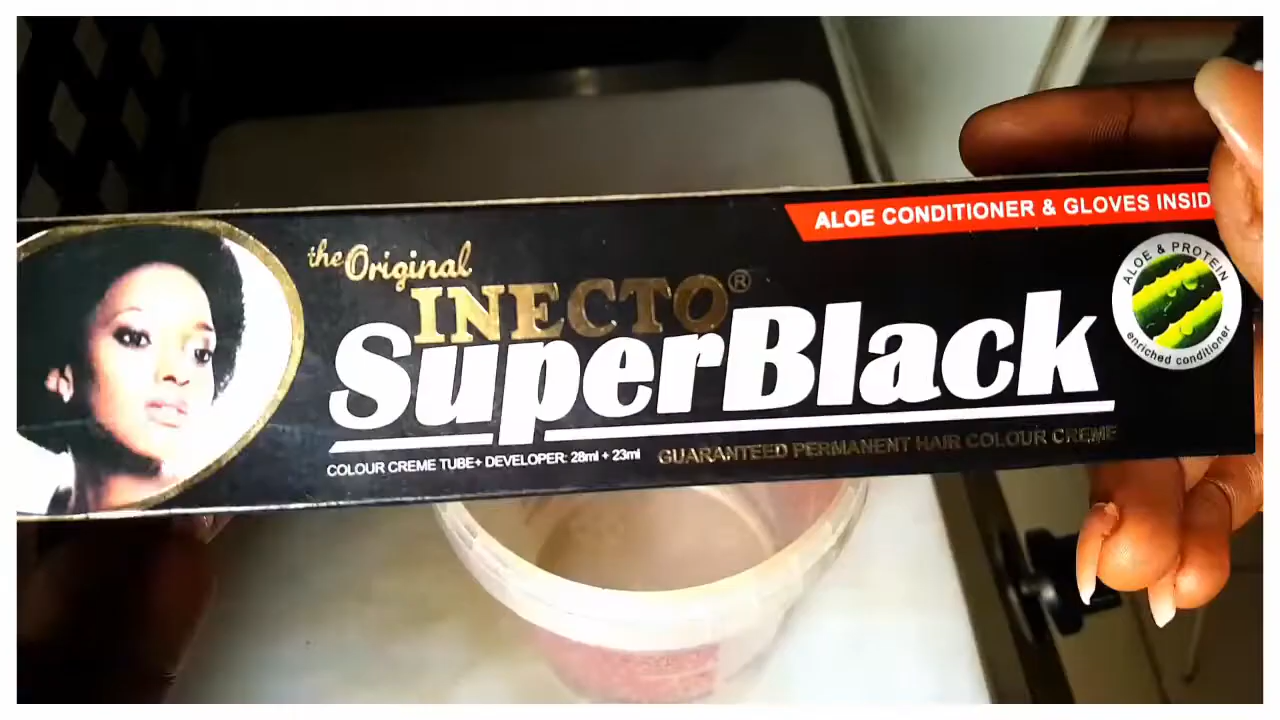 ALOE CONDITIONER & GLOVES INSID
the Original
INECTO®
SuperBlack
COLOUR CREME TUBE+ DEVELOPER: 28ml + 23ml
GUARANTEED PERMANENT HAIR COLOUR CREME
ALOE & PROTEIN
enriched conditioner